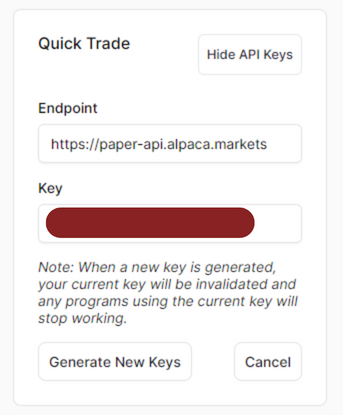 Quick Trade
Hide API Keys
Endpoint
https://paper-api.alpaca.markets
Key
Note: When a new key is generated,
your current key will be invalidated and
any programs using the current key will
stop working.
Generate New Keys
Cancel